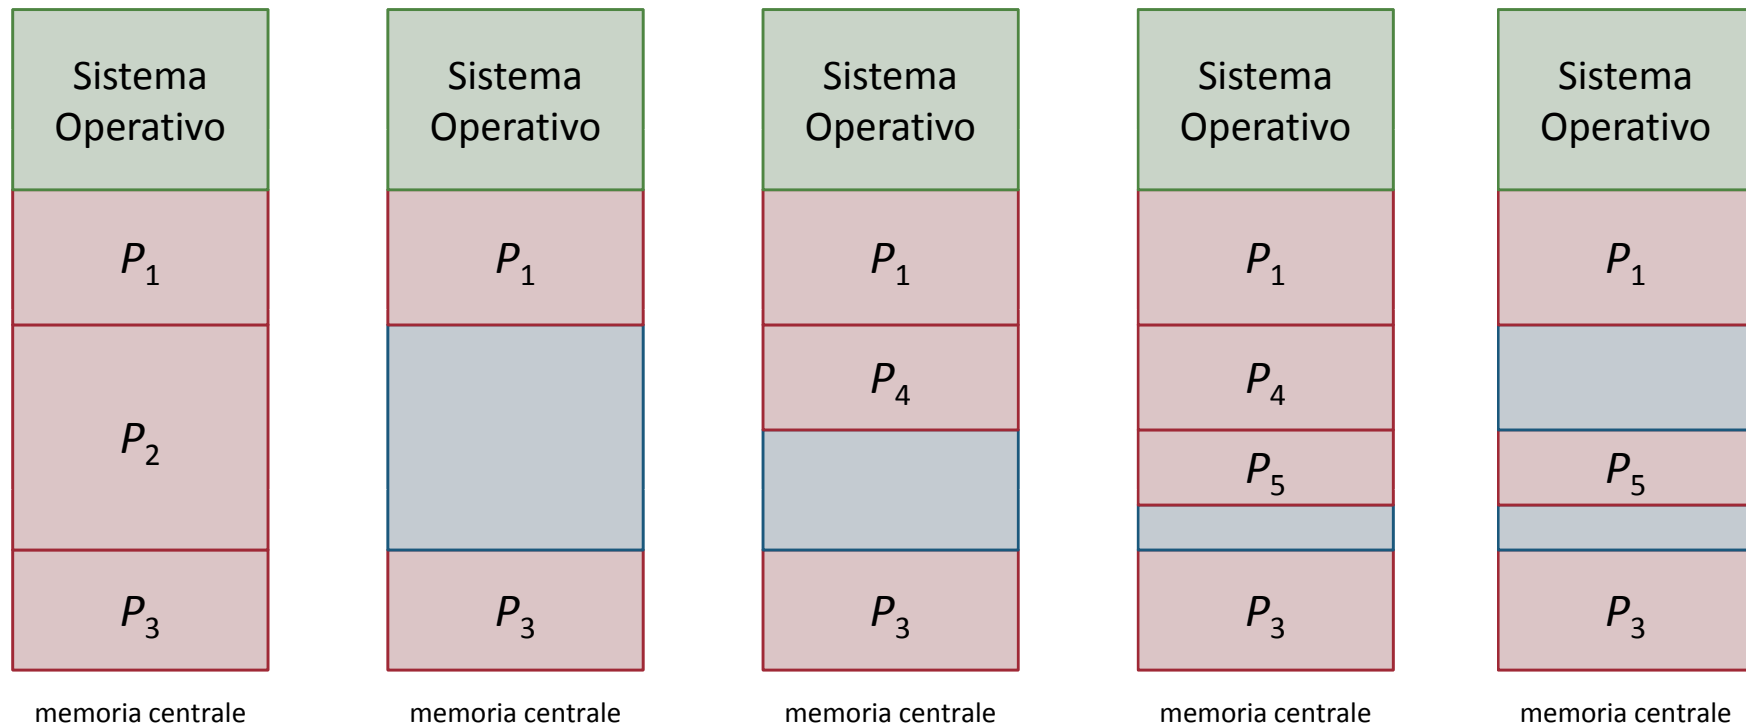 Sistema
Operativo
P1
P2
P3
memoria centrale
Sistema
Operativo
P1
P3
memoria centrale
Sistema
Operativo
P1
P4
P3
memoria centrale
Sistema
Operativo
P1
P4
P5
P3
memoria centrale
Sistema
Operativo
P1
P5
P3
memoria centrale